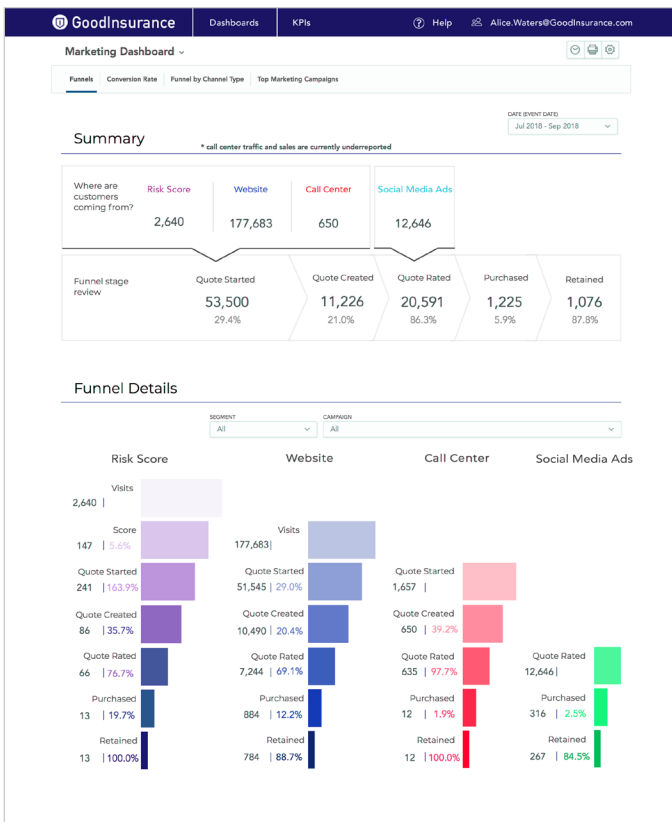 GoodInsurance Dashboards KPIs ? Help Alice.Waters@GoodInsurance.com
Marketing Dashboard
Funnels Conversion Rate Funnel by Channel Type Top Marketing Campaigns
DATE (EVENT DATE)
Jul 2018 - Sep 2018
Summary
* call center traffic and sales are currently underreported
Where are
customers
coming from?
Risk Score Website Call Center Social Media Ads
2,640 177,683 650 12,646
Funnel stage
review
Quote Started Quote Created Quote Rated Purchased Retained
53,500 11,226 20,591 1,225 1,076
29.4% 21.0% 86.3% 5.9% 87.8%
Funnel Details
SEGMENT CAMPAIGN
All All
Risk Score Website Call Center Social Media Ads
Visits
2,640 |
Score
147 | 5.6%
Quote Started
241 | 163.9%
Quote Created
86 | 35.7%
Quote Rated
66 | 76.7%
Purchased
13 | 19.7%
Retained
13 | 100.0%
Visits
177,683|
Quote Started
51,545 | 29.0%
Quote Created
10,490 | 20.4%
Quote Rated
7,244 | 69.1%
Purchased
884 | 12.2%
Retained
784 | 88.7%
Quote Started
1,657 |
Quote Created
650 | 39.2%
Quote Rated
635 | 97.7%
Purchased
12 | 1.9%
Retained
12 | 100.0%
Quote Rated
12,646|
Purchased
316 | 2.5%
Retained
267 | 84.5%